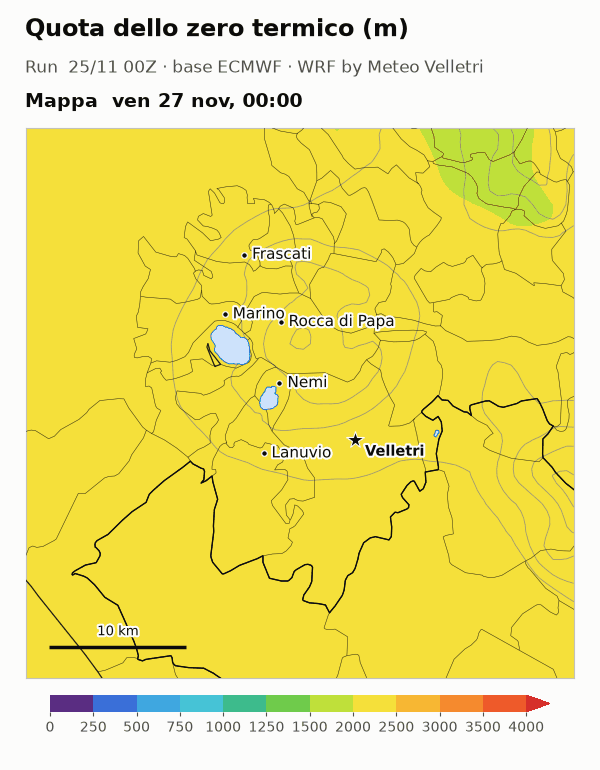 Quota dello zero termico (m)
Run  25/11 00Z · base ECMWF · WRF by Meteo Velletri
Mappa  ven 27 nov, 00:00
Frascati
Marino
Rocca di Papa
Nemi
Velletri
Lanuvio
10 km
0 250 500 750 1000 1250 1500 2000 2500 3000 3500 4000